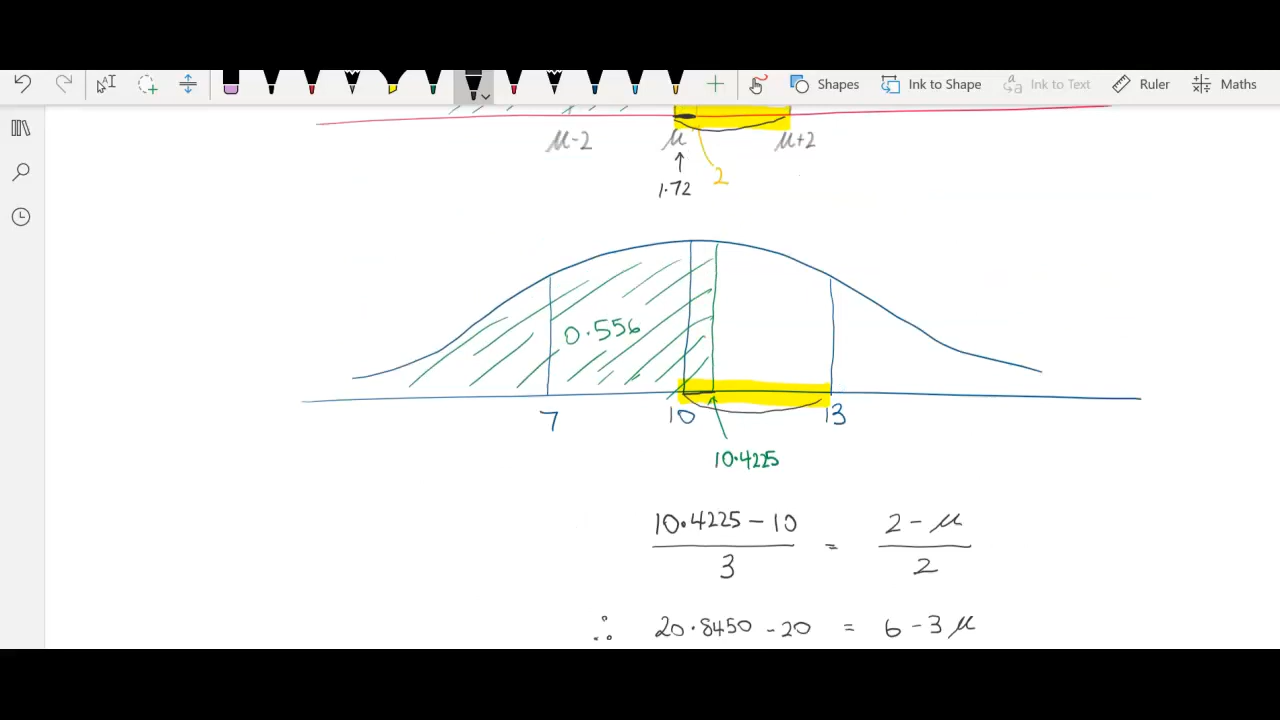 Shapes Ink to Shape Ink to Text Ruler Maths
μ-2 μ μ+2
1.72 2
0.556
7 10 13
10.4225
10.4225 - 10 / 3 = 2 - μ / 2
∴ 20.8450 - 20 = 6 - 3μ